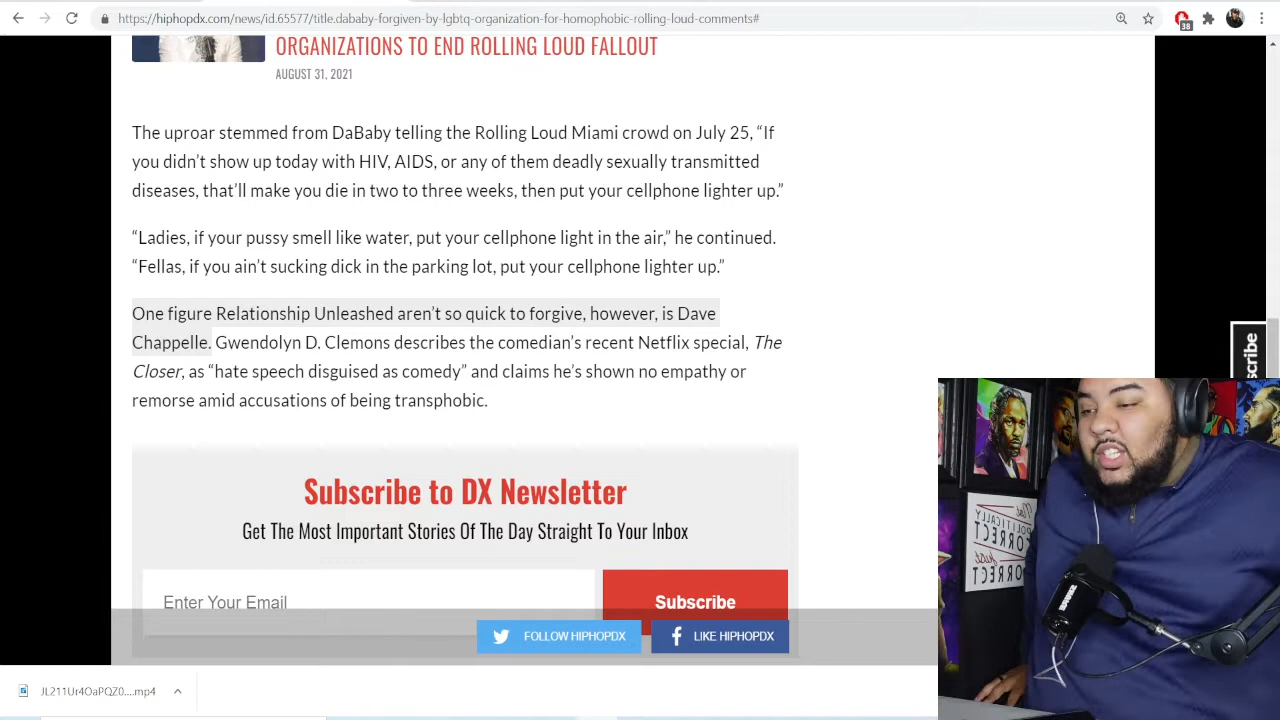 https://hiphopdx.com/news/id.65577/title.dababy-forgiven-by-lgbtq-organization-for-homophobic-rolling-loud-comments#
38
ORGANIZATIONS TO END ROLLING LOUD FALLOUT
AUGUST 31, 2021
The uproar stemmed from DaBaby telling the Rolling Loud Miami crowd on July 25, “If
you didn’t show up today with HIV, AIDS, or any of them deadly sexually transmitted
diseases, that’ll make you die in two to three weeks, then put your cellphone lighter up.”
“Ladies, if your pussy smell like water, put your cellphone light in the air,” he continued.
“Fellas, if you ain’t sucking dick in the parking lot, put your cellphone lighter up.”
One figure Relationship Unleashed aren’t so quick to forgive, however, is Dave
Chappelle. Gwendolyn D. Clemons describes the comedian’s recent Netflix special, The
Closer, as “hate speech disguised as comedy” and claims he’s shown no empathy or
remorse amid accusations of being transphobic.
scribe
Subscribe to DX Newsletter
Get The Most Important Stories Of The Day Straight To Your Inbox
Enter Your Email
Subscribe
FOLLOW HIPHOPDX
LIKE HIPHOPDX
Not
POLITICALLY
CORRECT
just
CORRECT
JL211Ur4OaPQZ0....mp4